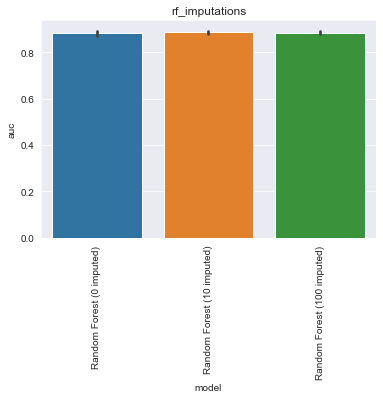 rf_imputations
0.8
0.6
0.4
0.2
0.0
auc
Random Forest (0 imputed)
Random Forest (10 imputed)
Random Forest (100 imputed)
model